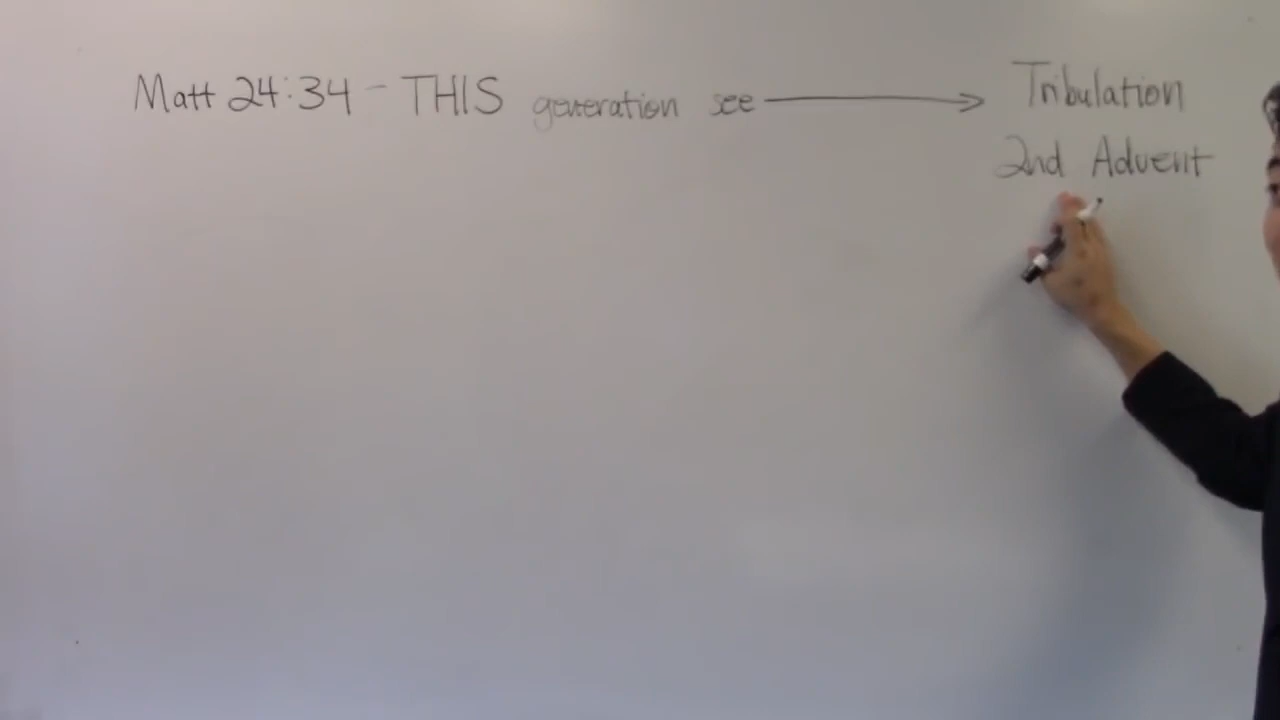 Matt 24:34 - THIS generation see → Tribulation
2nd Advent